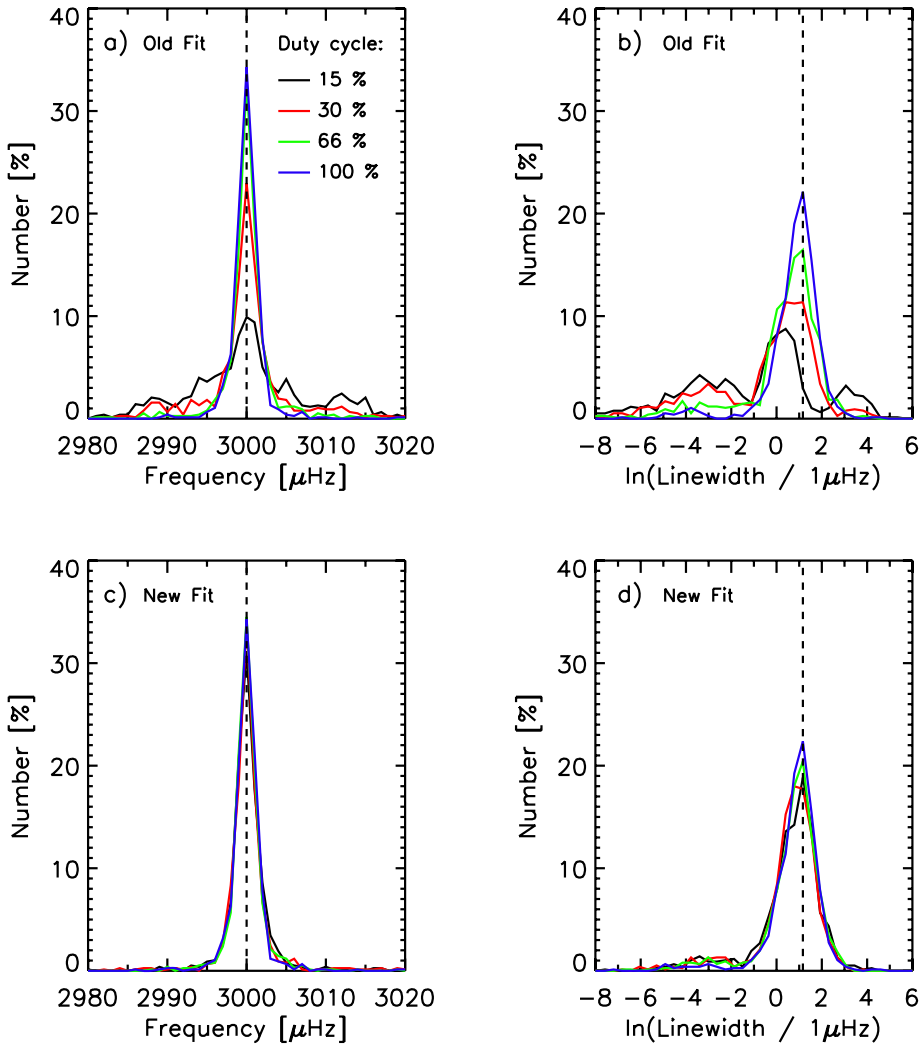 a) Old Fit
Duty cycle:
15 %
30 %
66 %
100 %
40
30
20
10
0
Number [%]
2980 2990 3000 3010 3020
Frequency [μHz]
b) Old Fit
40
30
20
10
0
Number [%]
-8 -6 -4 -2 0 2 4 6
ln(Linewidth / 1μHz)
c) New Fit
40
30
20
10
0
Number [%]
2980 2990 3000 3010 3020
Frequency [μHz]
d) New Fit
40
30
20
10
0
Number [%]
-8 -6 -4 -2 0 2 4 6
ln(Linewidth / 1μHz)